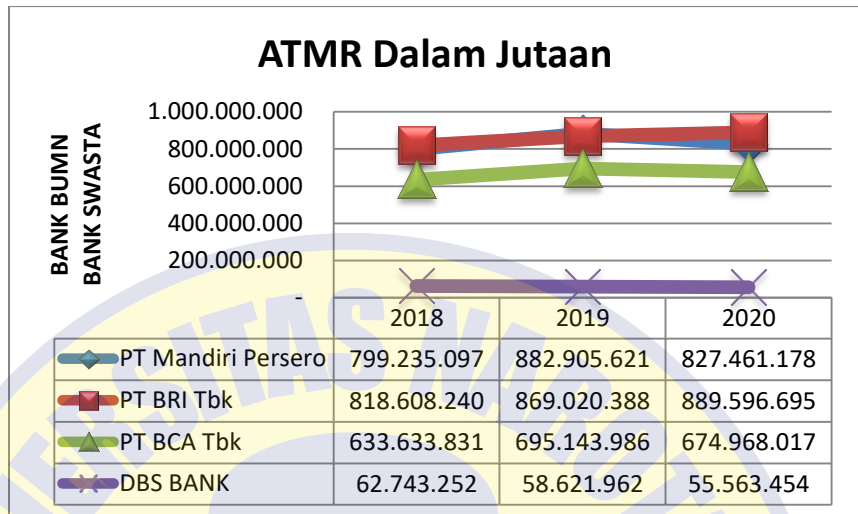 ATMR Dalam Jutaan
BANK BUMN
BANK SWASTA
1.000.000.000
800.000.000
600.000.000
400.000.000
200.000.000
-
2018 2019 2020
PT Mandiri Persero 799.235.097 882.905.621 827.461.178
PT BRI Tbk 818.608.240 869.020.388 889.596.695
PT BCA Tbk 633.633.831 695.143.986 674.968.017
DBS BANK 62.743.252 58.621.962 55.563.454